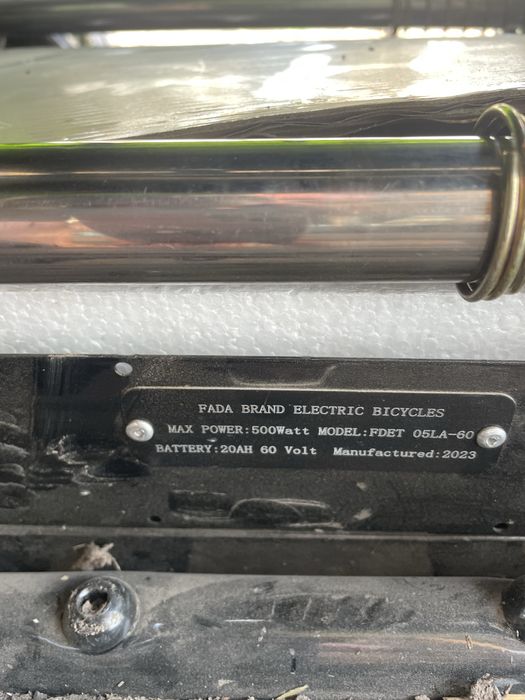 FADA BRAND ELECTRIC BICYCLES
MAX POWER:500Watt MODEL:FDET 05LA-60
BATTERY:20AH 60 Volt Manufactured:2023